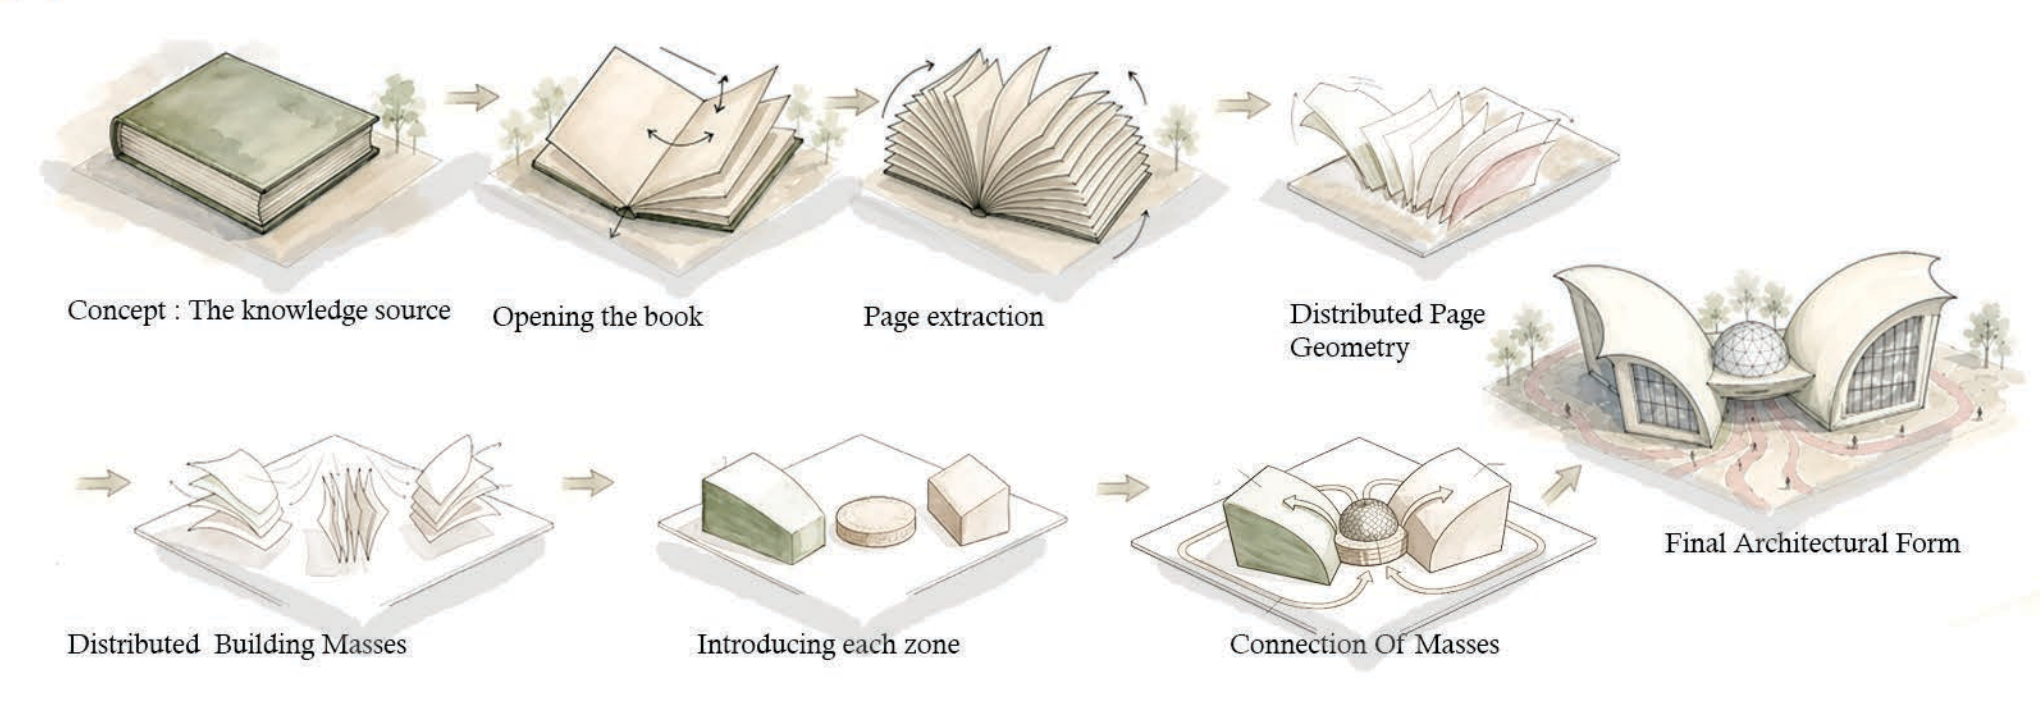 Concept : The knowledge source
Opening the book
Page extraction
Distributed Page
Geometry
Distributed Building Masses
Introducing each zone
Connection Of Masses
Final Architectural Form